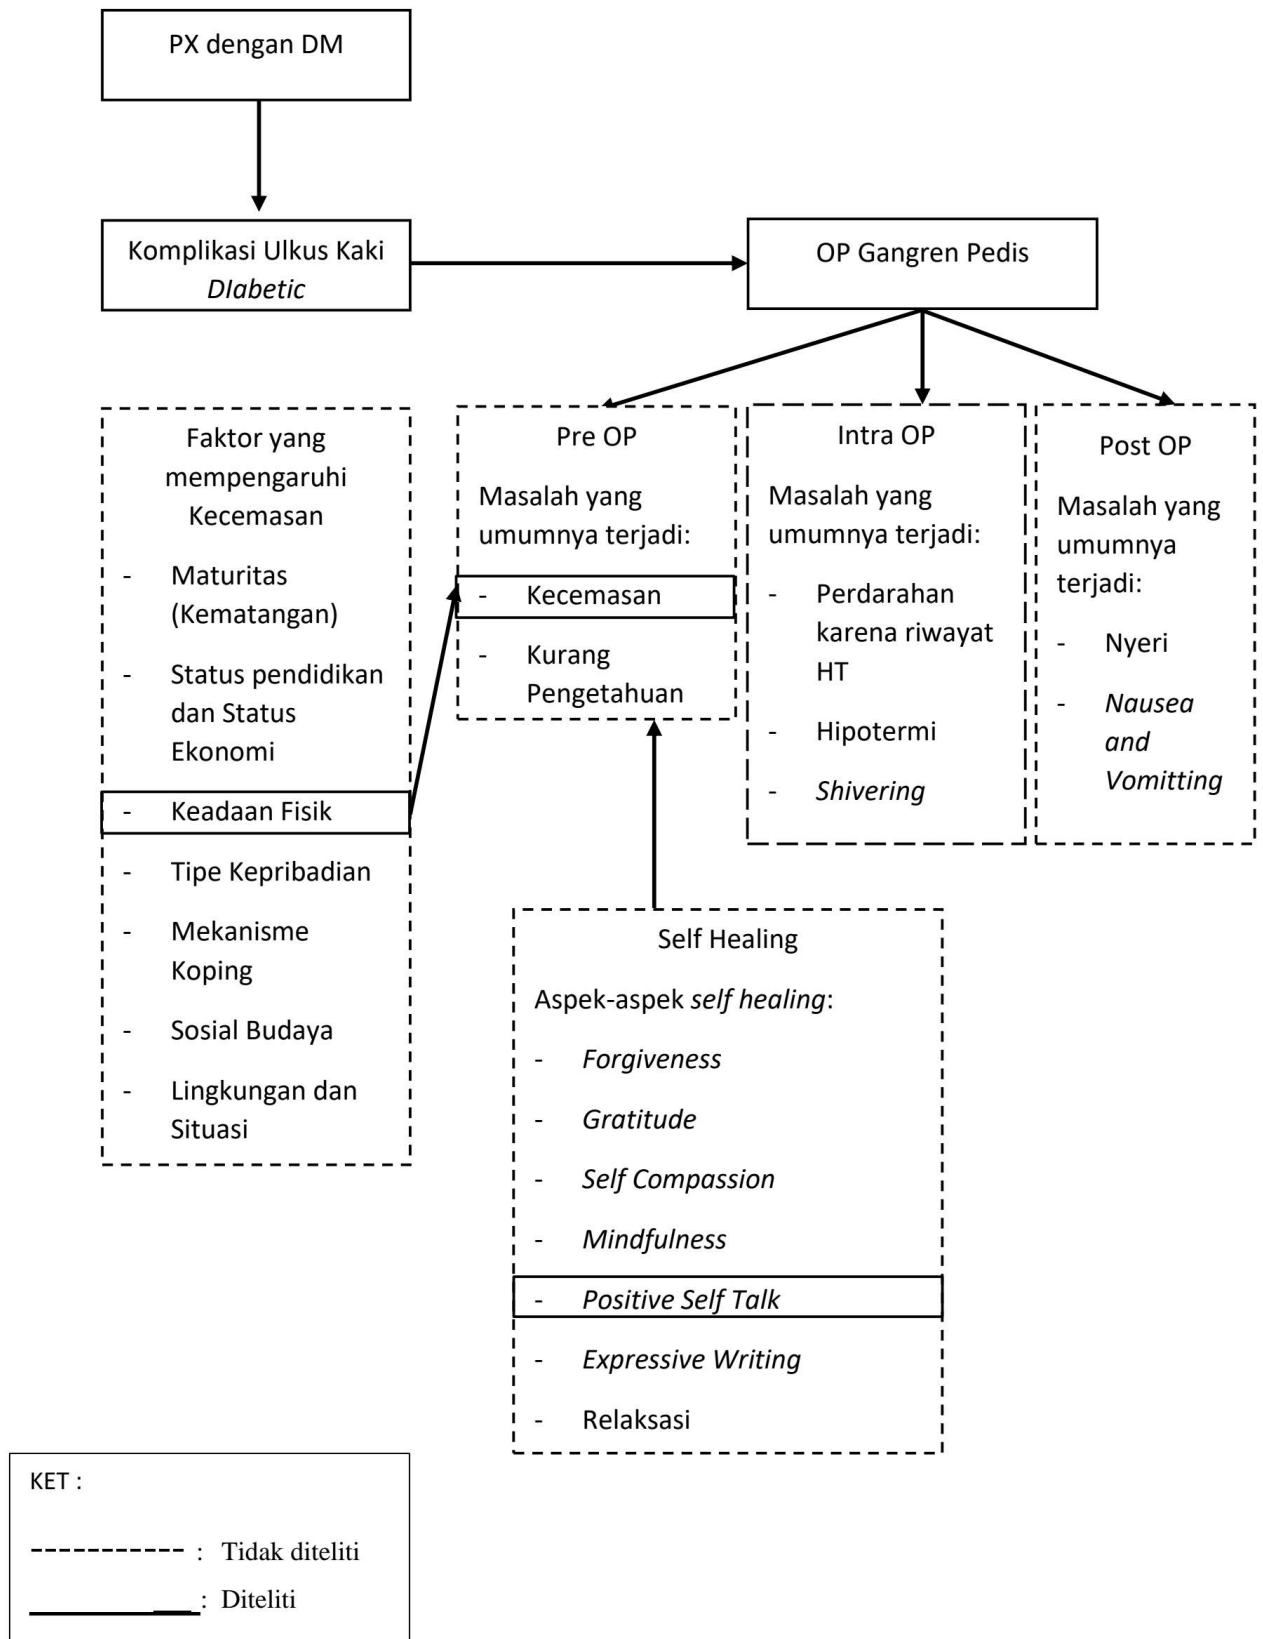 PX dengan DM
Komplikasi Ulkus Kaki
DIabetic
OP Gangren Pedis
Faktor yang
mempengaruhi
Kecemasan
- Maturitas
(Kematangan)
- Status pendidikan
dan Status
Ekonomi
- Keadaan Fisik
- Tipe Kepribadian
- Mekanisme
Koping
- Sosial Budaya
- Lingkungan dan
Situasi
Pre OP
Masalah yang
umumnya terjadi:
- Kecemasan
- Kurang
Pengetahuan
Intra OP
Masalah yang
umumnya terjadi:
- Perdarahan
karena riwayat
HT
- Hipotermi
- Shivering
Post OP
Masalah yang
umumnya
terjadi:
- Nyeri
- Nausea
and
Vomitting
Self Healing
Aspek-aspek self healing:
- Forgiveness
- Gratitude
- Self Compassion
- Mindfulness
- Positive Self Talk
- Expressive Writing
- Relaksasi
KET :
: Tidak diteliti
: Diteliti